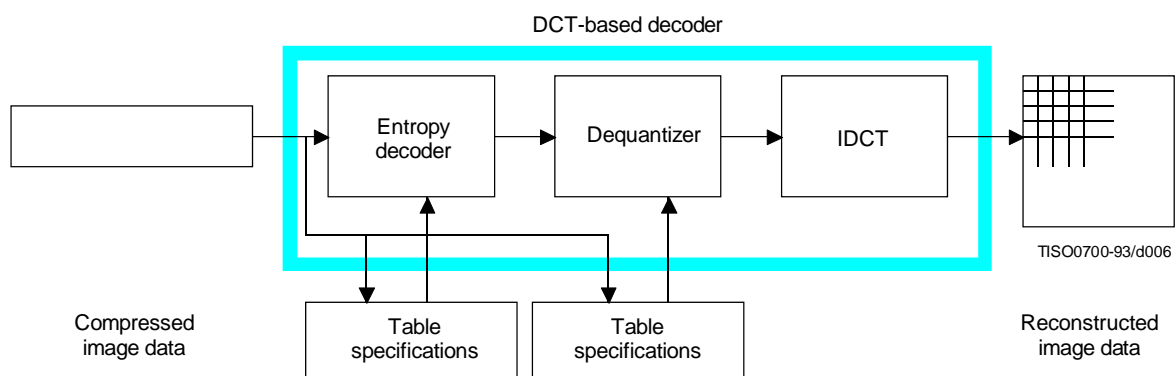 DCT-based decoder
Entropy
decoder
Dequantizer
IDCT
TISO0700-93/d006
Compressed
image data
Table
specifications
Table
specifications
Reconstructed
image data